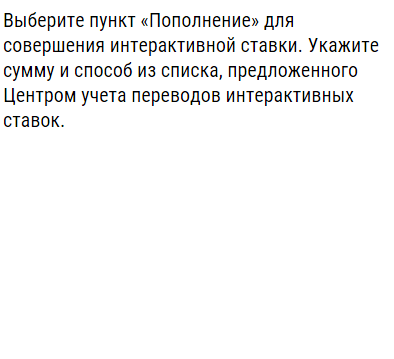 Выберите пункт «Пополнение» для
совершения интерактивной ставки. Укажите
сумму и способ из списка, предложенного
Центром учета переводов интерактивных
ставок.